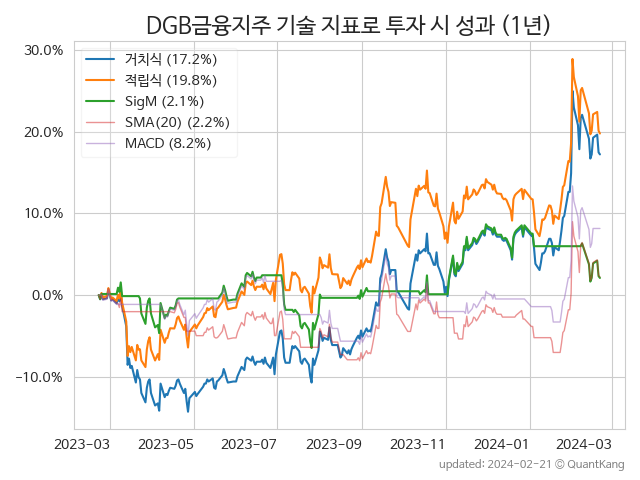 DGB금융지주 기술 지표로 투자 시 성과 (1년)
30.0%
20.0%
10.0%
0.0%
−10.0%
거치식 (17.2%)
적립식 (19.8%)
SigM (2.1%)
SMA(20) (2.2%)
MACD (8.2%)
2023-03 2023-05 2023-07 2023-09 2023-11 2024-01 2024-03
updated: 2024-02-21 © QuantKang